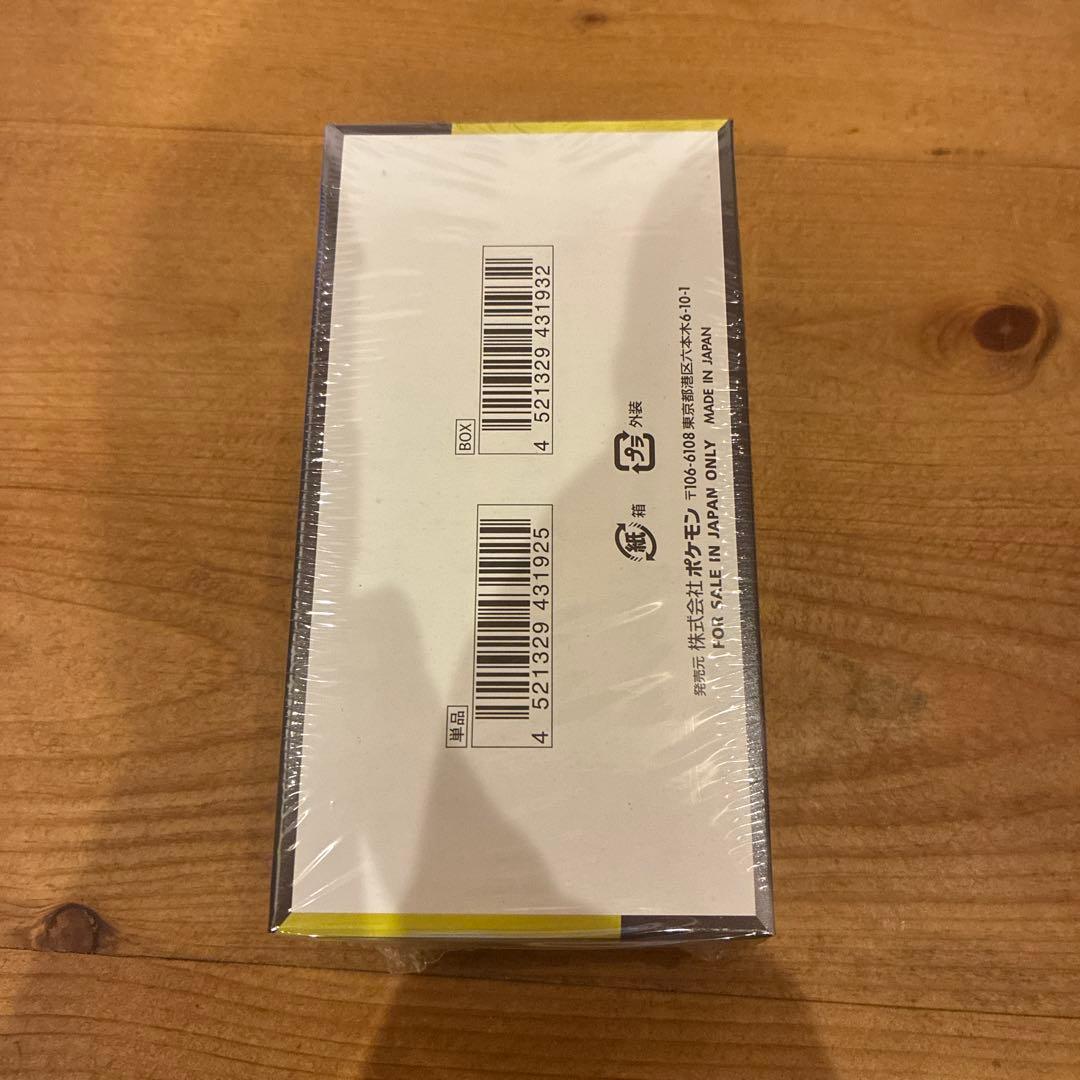 単品
4 521329 431925
BOX
4 521329 431932
紙 箱
プラ 外装
発売元 株式会社 ポケモン 〒106-6108 東京都港区六本木6-10-1
FOR SALE IN JAPAN ONLY MADE IN JAPAN